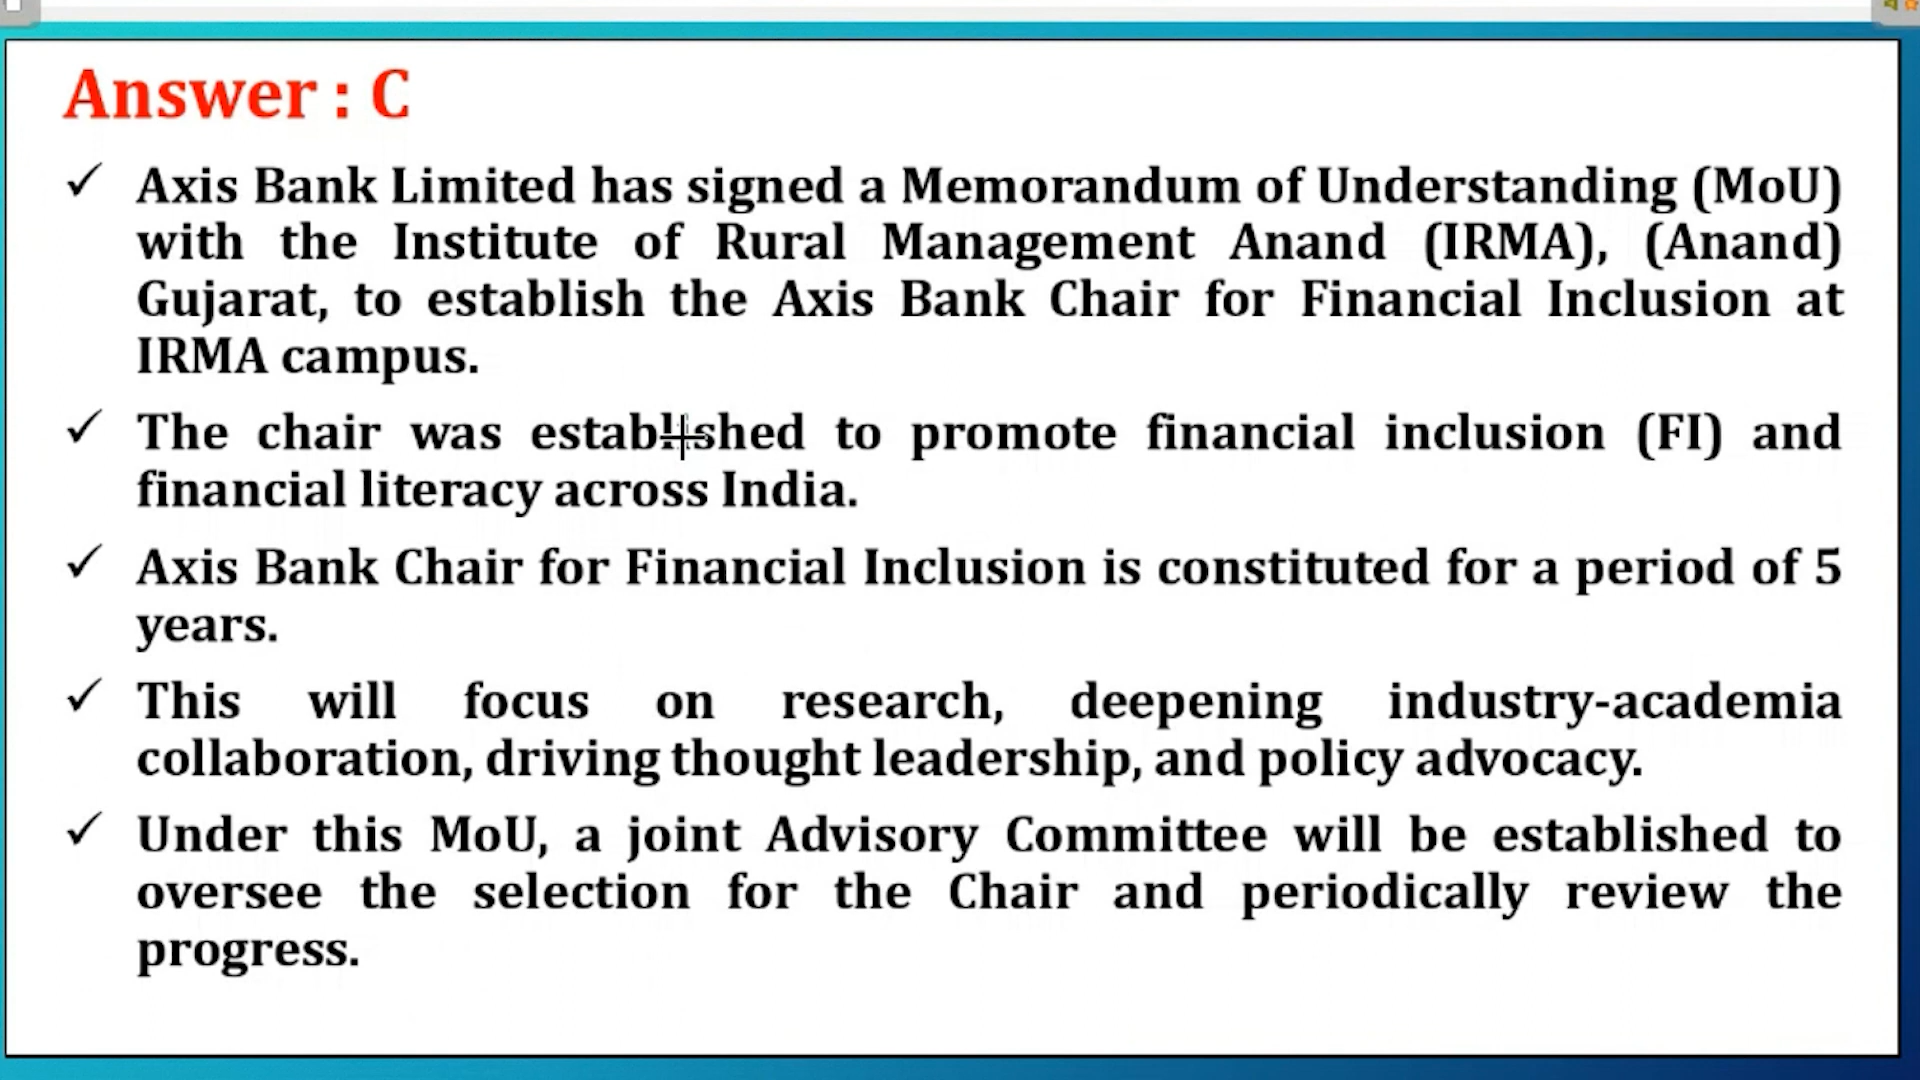 Answer : C
✓ Axis Bank Limited has signed a Memorandum of Understanding (MoU)
with the Institute of Rural Management Anand (IRMA), (Anand)
Gujarat, to establish the Axis Bank Chair for Financial Inclusion at
IRMA campus.
✓ The chair was established to promote financial inclusion (FI) and
financial literacy across India.
✓ Axis Bank Chair for Financial Inclusion is constituted for a period of 5
years.
✓ This will focus on research, deepening industry-academia
collaboration, driving thought leadership, and policy advocacy.
✓ Under this MoU, a joint Advisory Committee will be established to
oversee the selection for the Chair and periodically review the
progress.